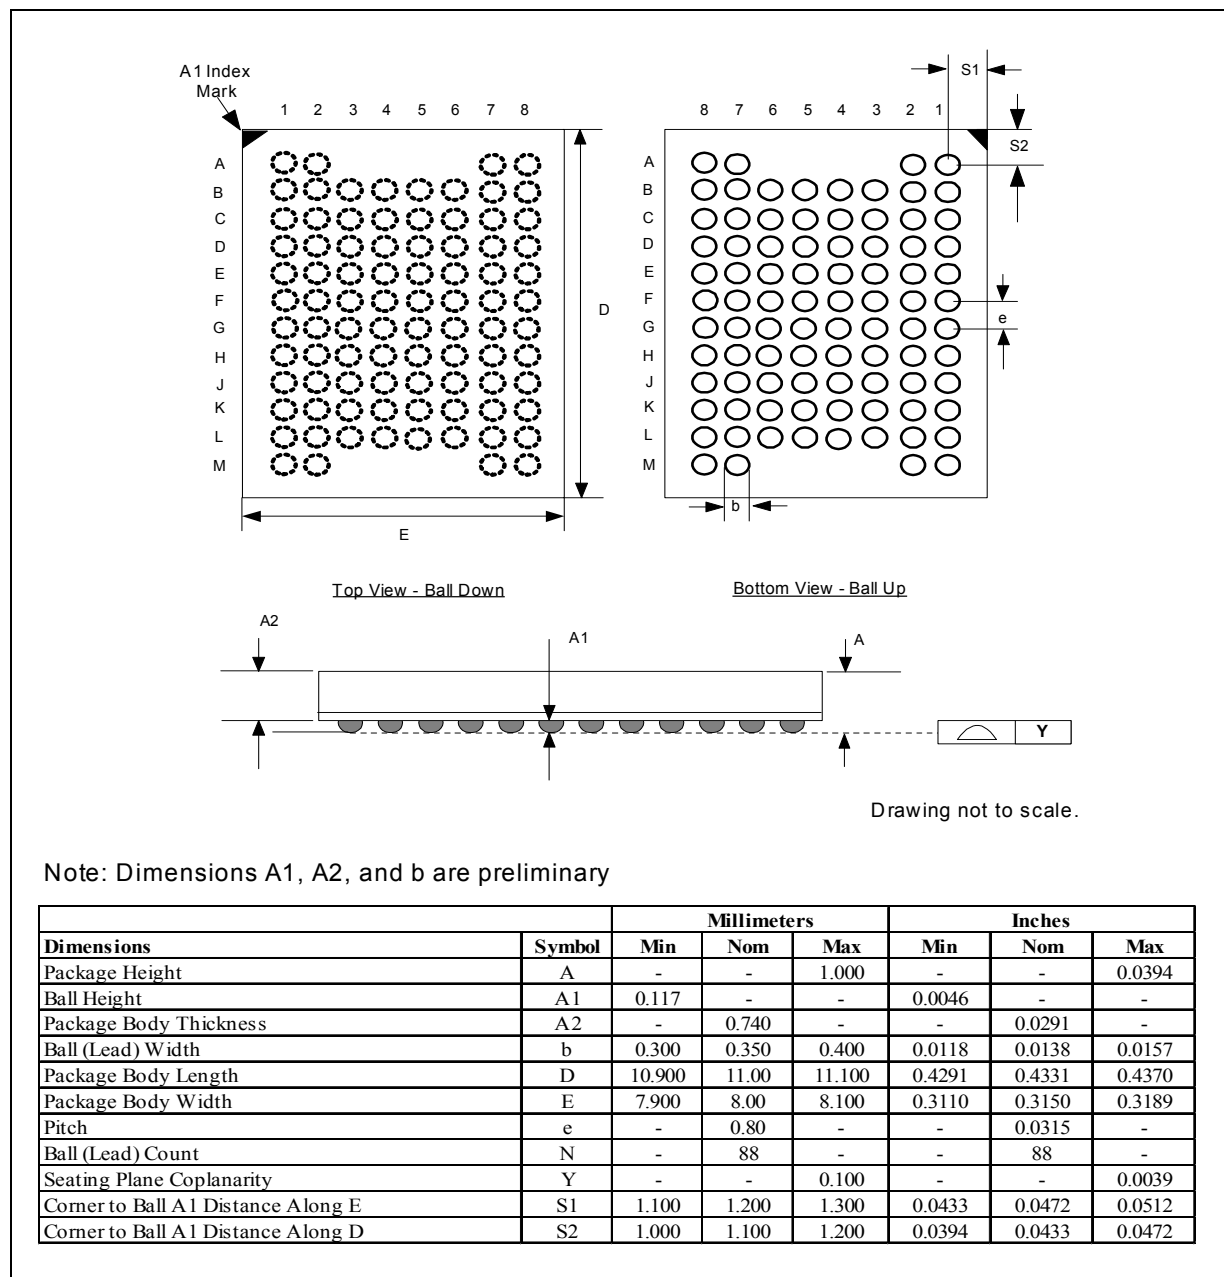 A1 Index
Mark
1 2 3 4 5 6 7 8
A
B
C
D
E
F
G
H
J
K
L
M
D
E
8 7 6 5 4 3 2 1
A
B
C
D
E
F
G
H
J
K
L
M
S1
S2
e
b
Top View - Ball Down
Bottom View - Ball Up
A2
A1
A
Y
Drawing not to scale.
Note: Dimensions A1, A2, and b are preliminary
Millimeters Inches
Dimensions Symbol Min Nom Max Min Nom Max
Package Height A - - 1.000 - - 0.0394
Ball Height A1 0.117 - - 0.0046 - -
Package Body Thickness A2 - 0.740 - - 0.0291 -
Ball (Lead) Width b 0.300 0.350 0.400 0.0118 0.0138 0.0157
Package Body Length D 10.900 11.00 11.100 0.4291 0.4331 0.4370
Package Body Width E 7.900 8.00 8.100 0.3110 0.3150 0.3189
Pitch e - 0.80 - - 0.0315 -
Ball (Lead) Count N - 88 - - 88 -
Seating Plane Coplanarity Y - - 0.100 - - 0.0039
Corner to Ball A1 Distance Along E S1 1.100 1.200 1.300 0.0433 0.0472 0.0512
Corner to Ball A1 Distance Along D S2 1.000 1.100 1.200 0.0394 0.0433 0.0472